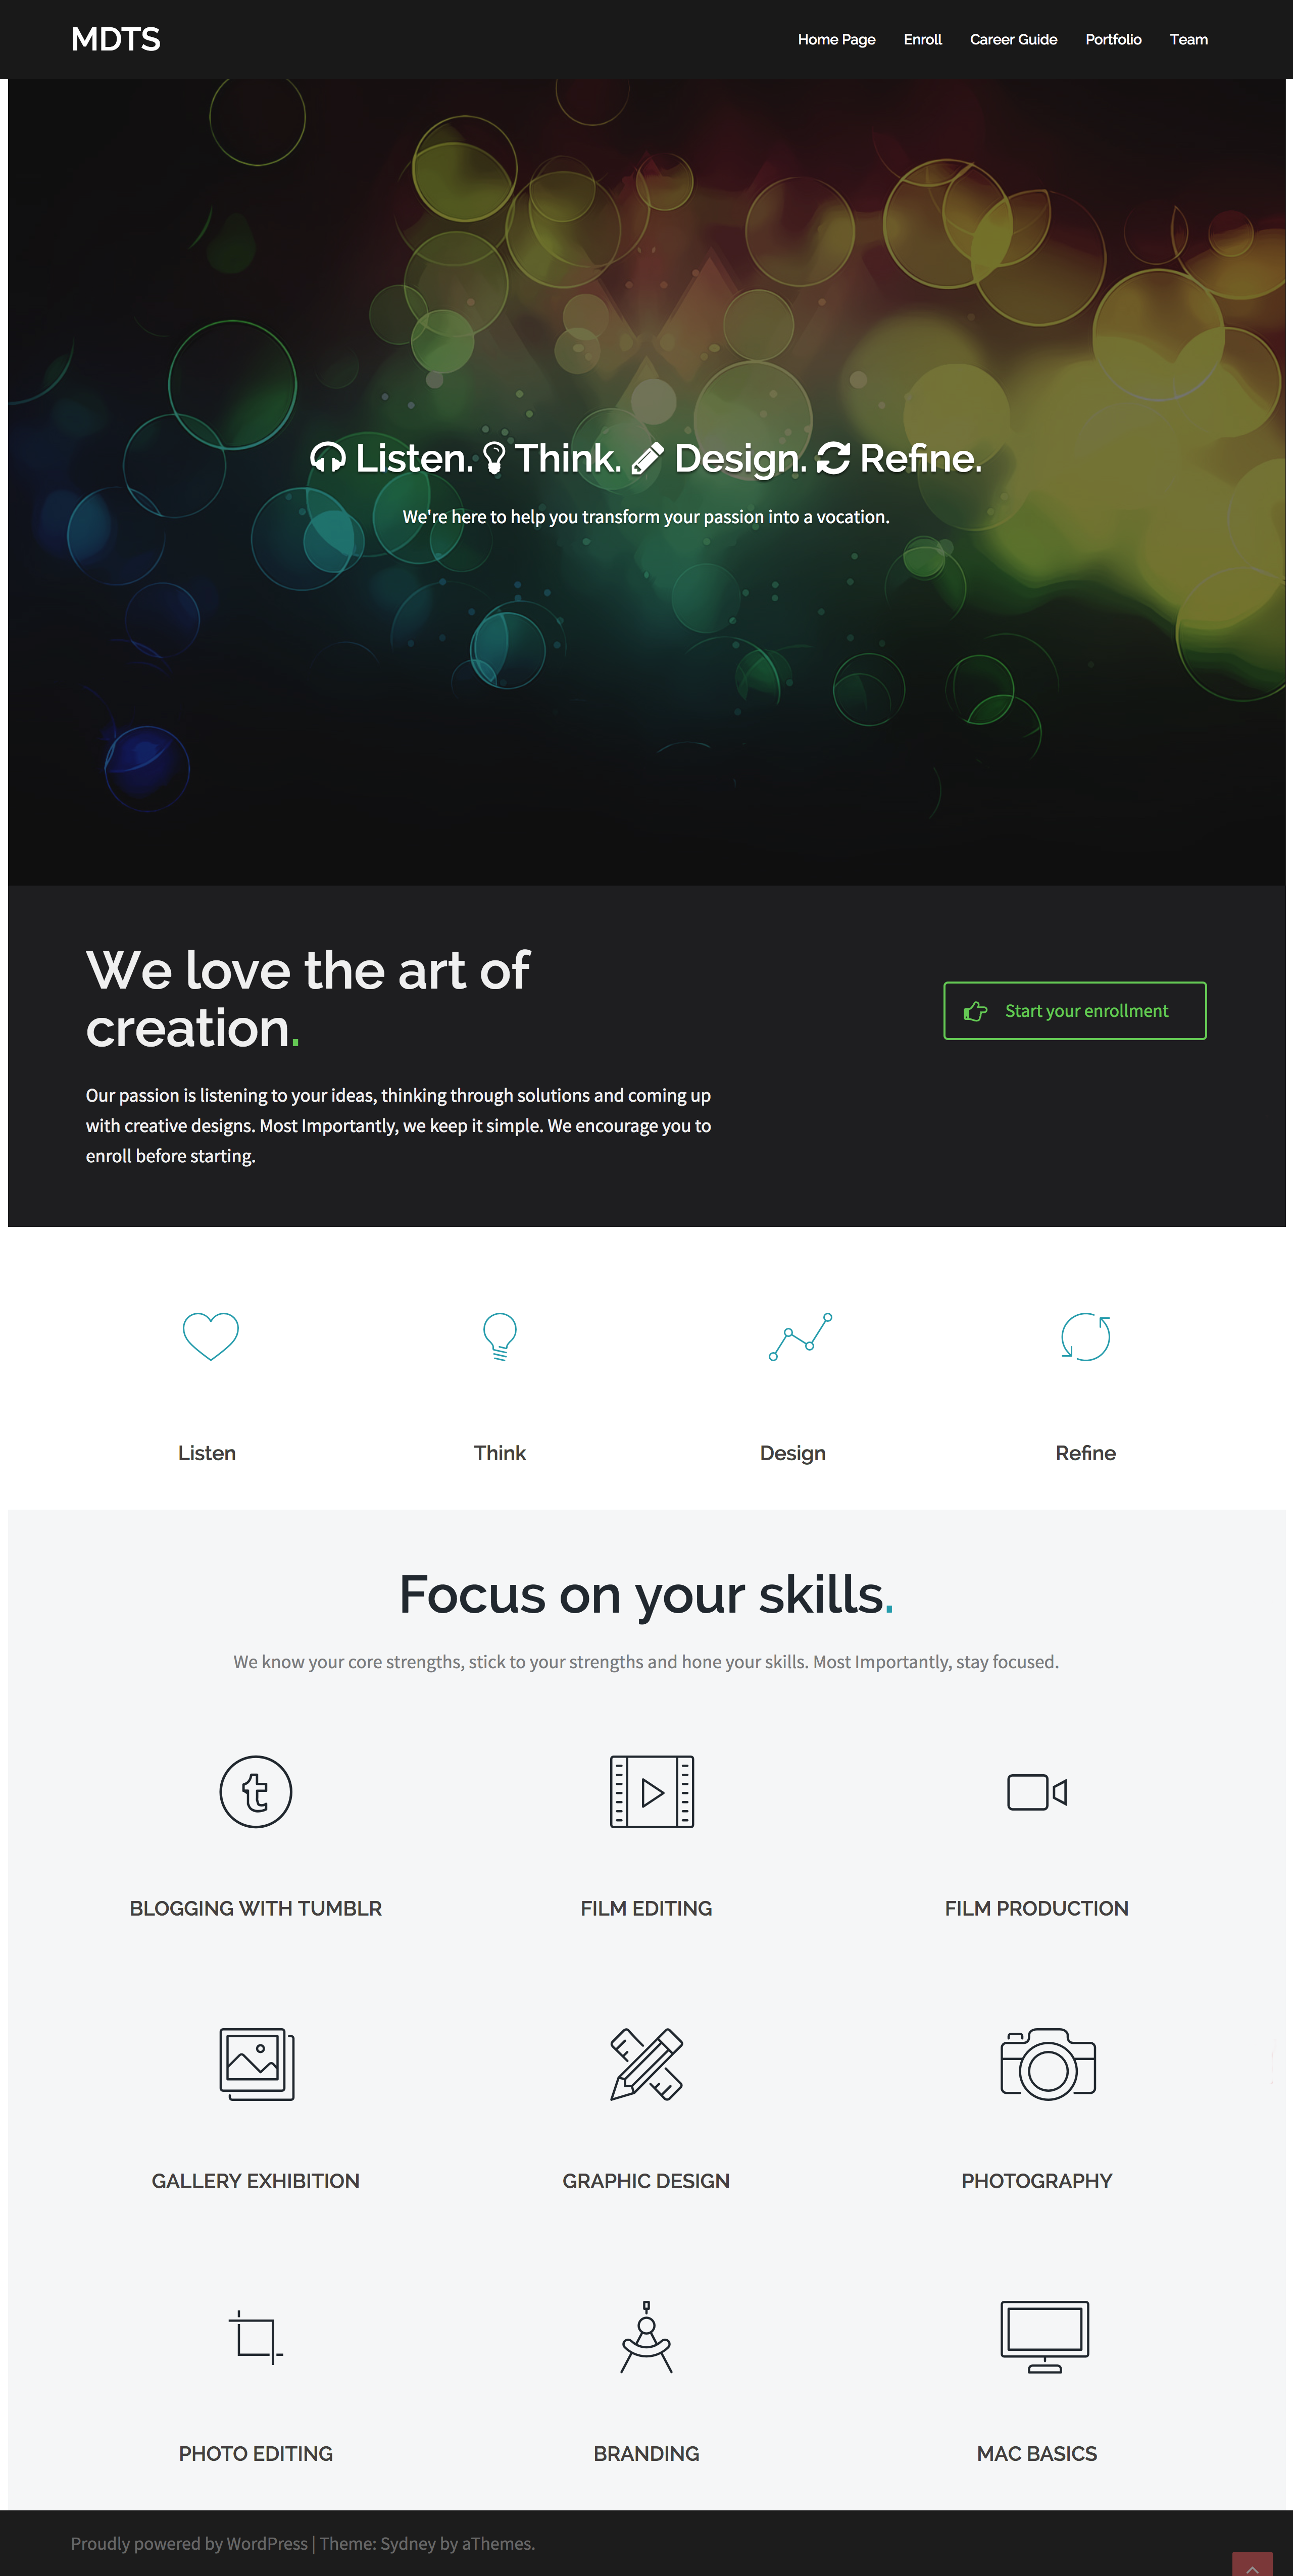 MDTS
Home Page Enroll Career Guide Portfolio Team
Listen. Think. Design. Refine.
We're here to help you transform your passion into a vocation.
We love the art of
creation.
Start your enrollment
Our passion is listening to your ideas, thinking through solutions and coming up
with creative designs. Most Importantly, we keep it simple. We encourage you to
enroll before starting.
Listen Think Design Refine
Focus on your skills.
We know your core strengths, stick to your strengths and hone your skills. Most Importantly, stay focused.
BLOGGING WITH TUMBLR FILM EDITING FILM PRODUCTION
GALLERY EXHIBITION GRAPHIC DESIGN PHOTOGRAPHY
PHOTO EDITING BRANDING MAC BASICS
Proudly powered by WordPress | Theme: Sydney by aThemes.